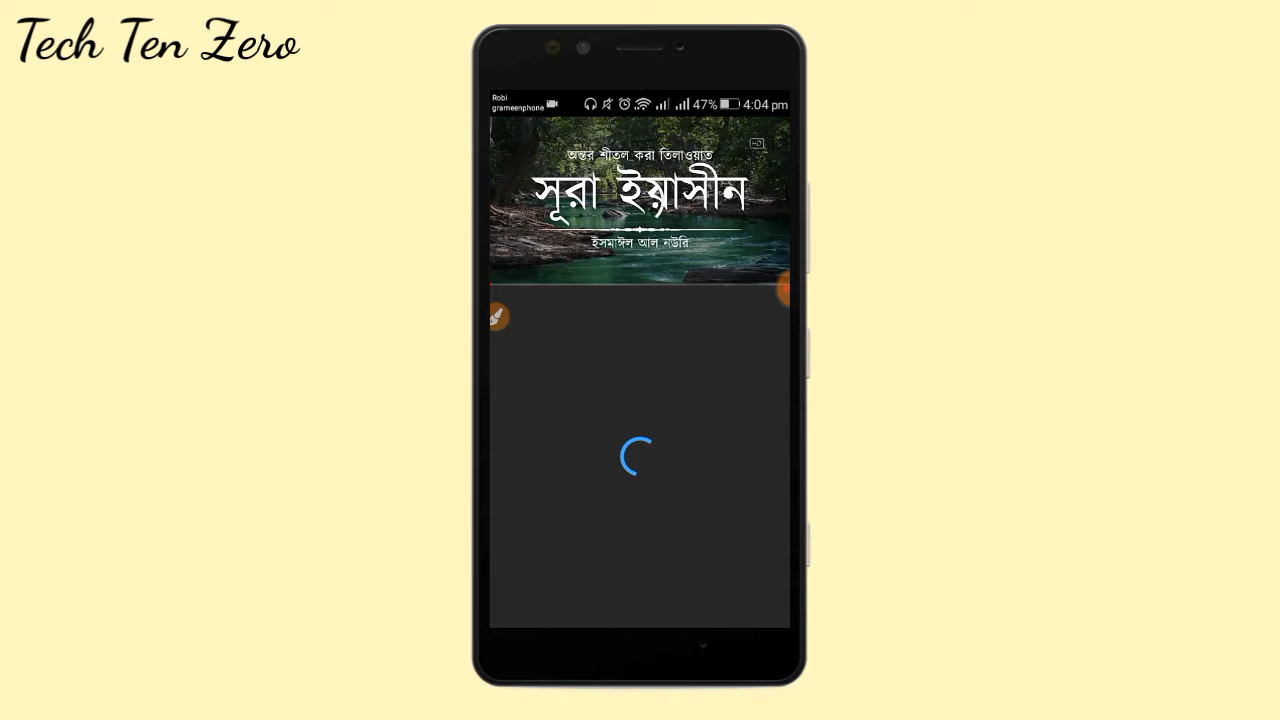 Tech Ten Zero
Robi
grameenphone
47% 4:04 pm
HD
অন্তর শীতল করা তিলাওয়াত
সূরা ইয়াসীন
ইসমাঈল আল নউরি